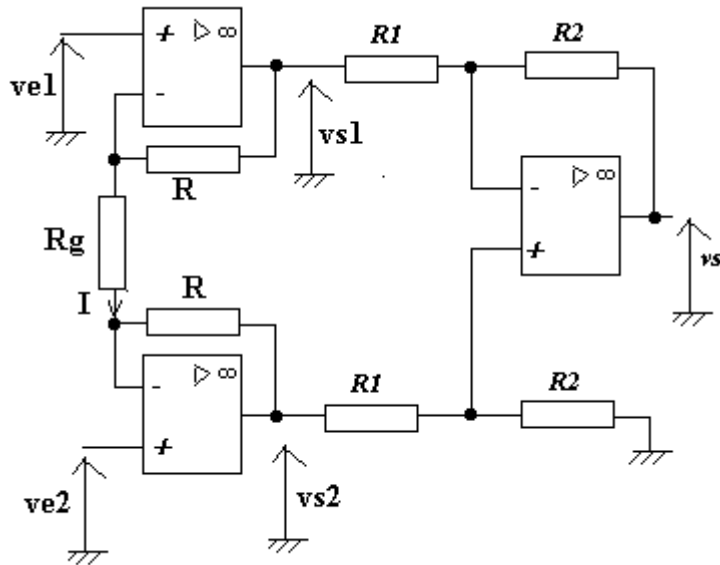 + ▷ ∞
R1
R2
ve1
-
vs1
R
- ▷ ∞
Rg
+
vs
I
R
▷ ∞
-
R1
R2
+
ve2
vs2